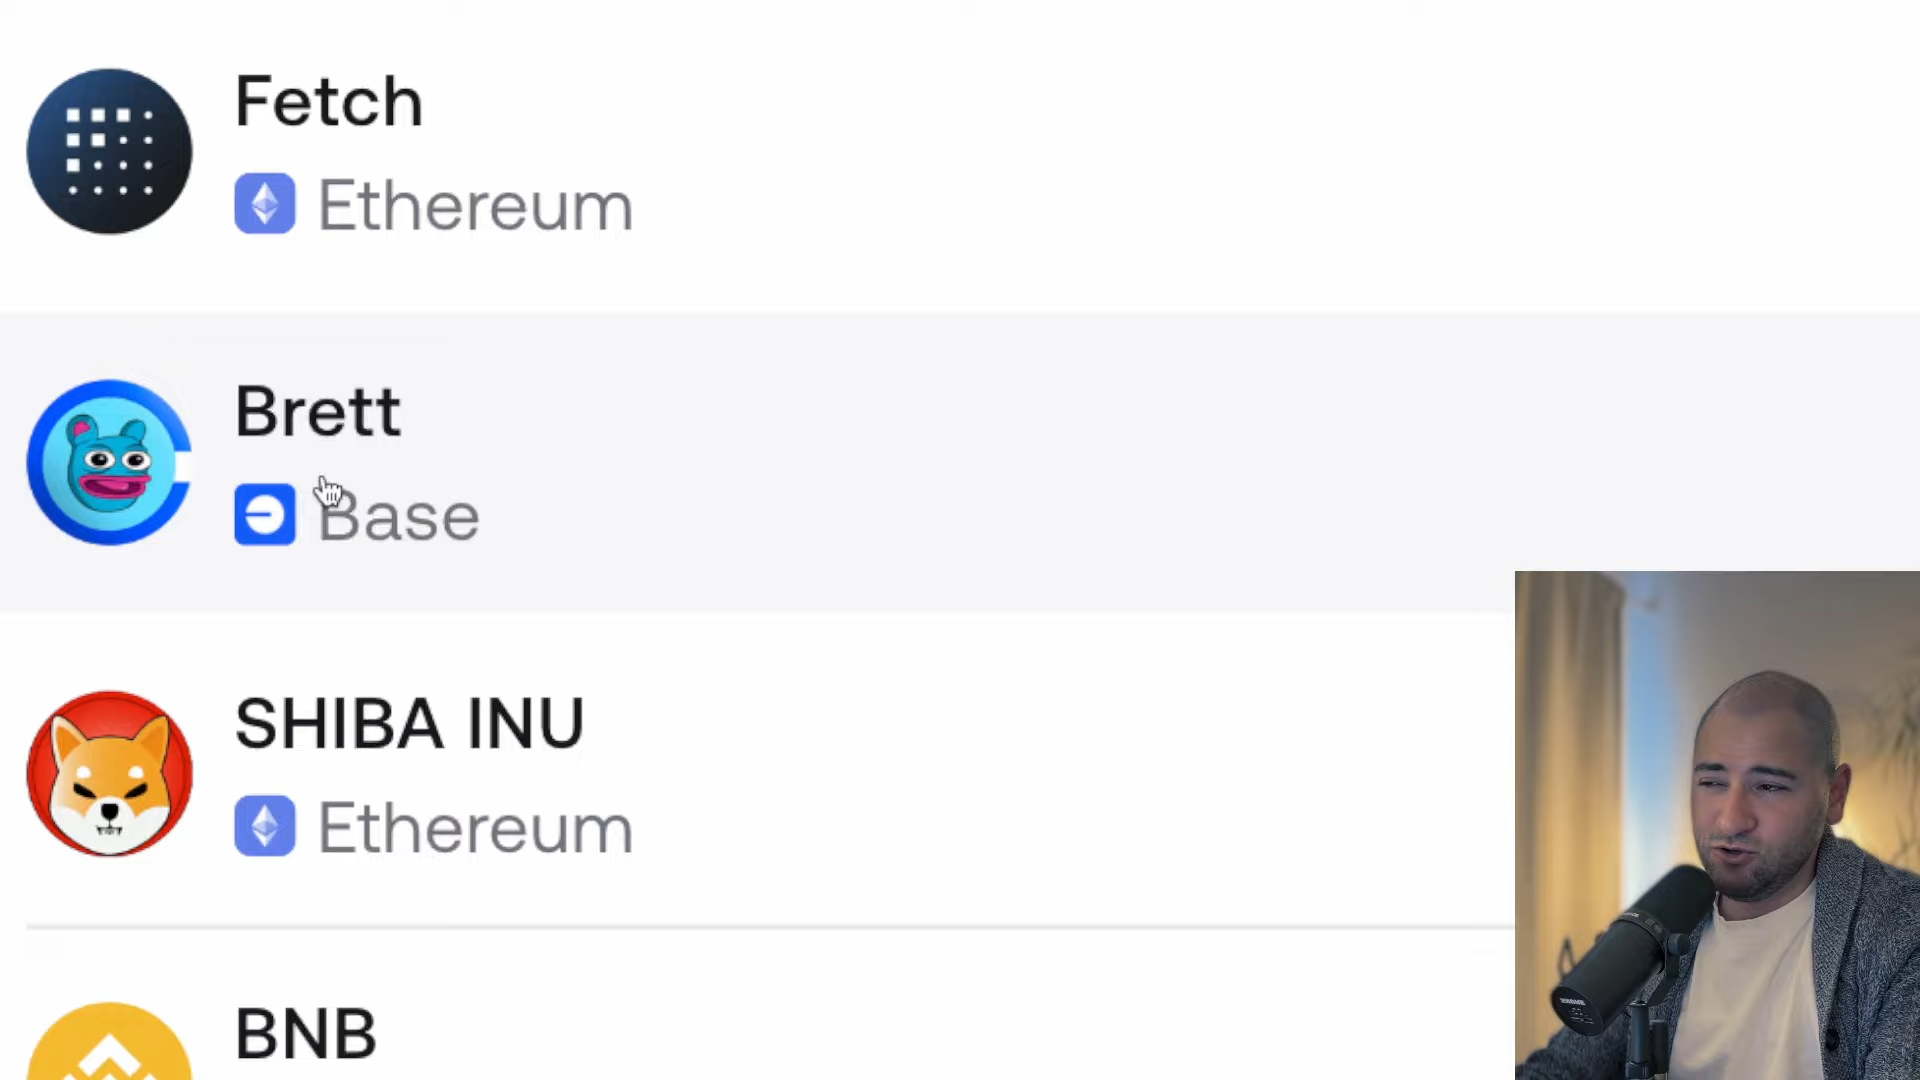 Fetch
Ethereum
Brett
Base
SHIBA INU
Ethereum
BNB